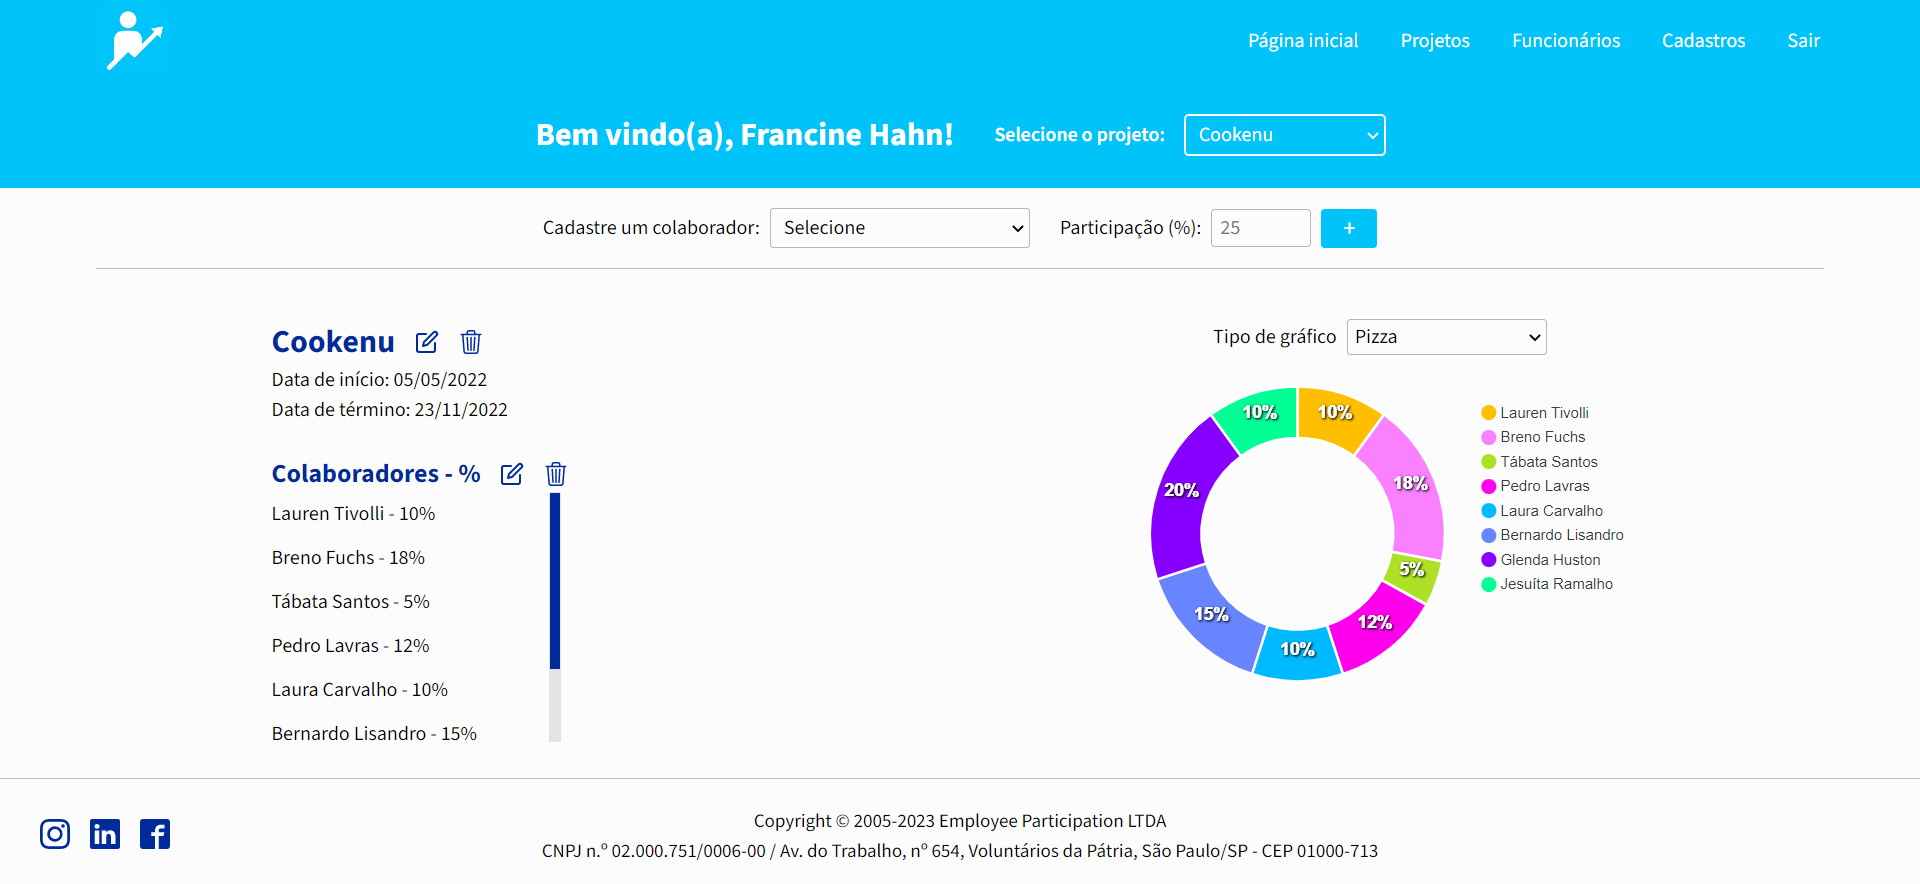 Página inicial
Projetos
Funcionários
Cadastros
Sair
Bem vindo(a), Francine Hahn!
Selecione o projeto:
Cookenu
Cadastre um colaborador:
Selecione
Participação (%):
25
+
Cookenu
Data de início: 05/05/2022
Data de término: 23/11/2022
Colaboradores - %
Lauren Tivolli - 10%
Breno Fuchs - 18%
Tábata Santos - 5%
Pedro Lavras - 12%
Laura Carvalho - 10%
Bernardo Lisandro - 15%
Tipo de gráfico
Pizza
10%
18%
5%
12%
10%
15%
20%
10%
Lauren Tivolli
Breno Fuchs
Tábata Santos
Pedro Lavras
Laura Carvalho
Bernardo Lisandro
Glenda Huston
Jesuíta Ramalho
in
f
Copyright © 2005-2023 Employee Participation LTDA
CNPJ n.º 02.000.751/0006-00 / Av. do Trabalho, nº 654, Voluntários da Pátria, São Paulo/SP - CEP 01000-713